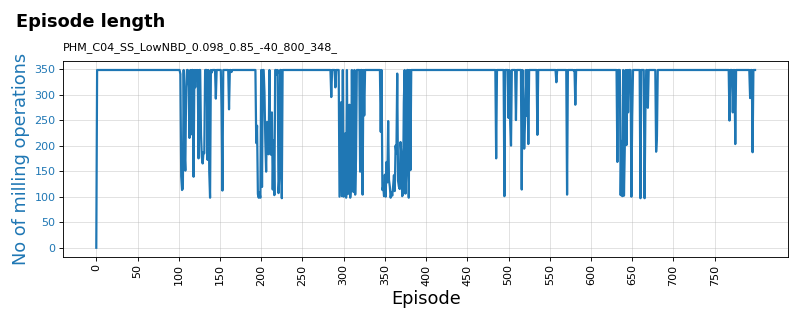 Episode length
PHM_C04_SS_LowNBD_0.098_0.85_-40_800_348_
No of milling operations
350
300
250
200
150
100
50
0
0 50 100 150 200 250 300 350 400 450 500 550 600 650 700 750
Episode